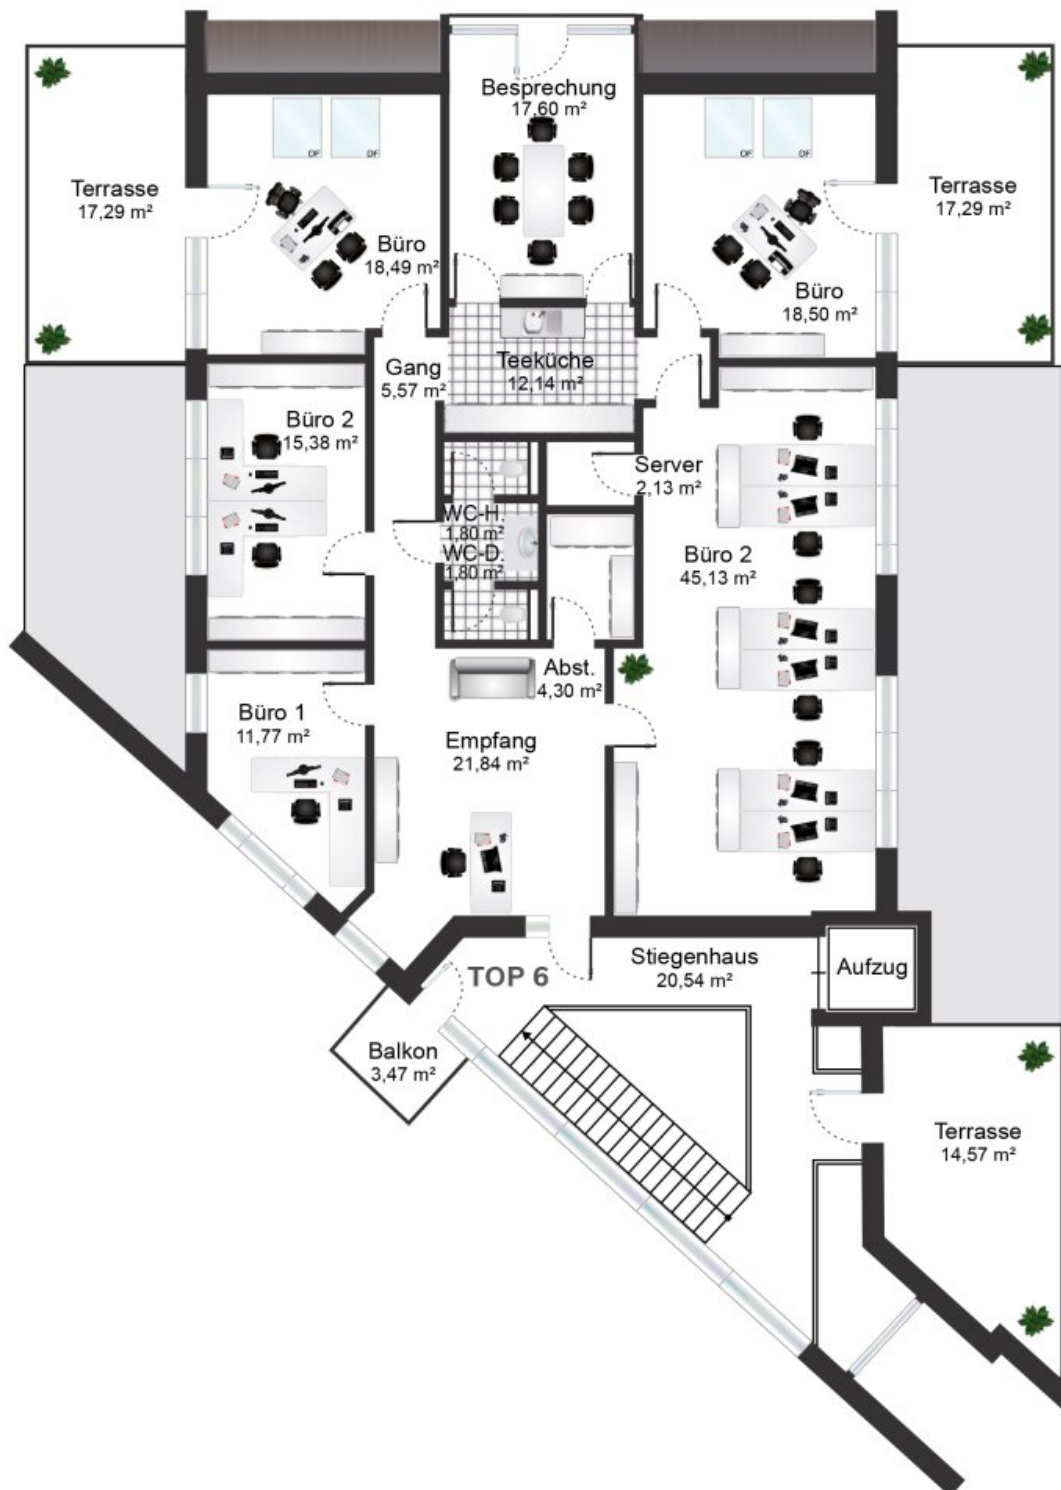 Besprechung
17,60 m²
Terrasse
17,29 m²
DF
DF
Büro
18,49 m²
DF
DF
Büro
18,50 m²
Terrasse
17,29 m²
Gang
5,57 m²
Teeküche
12,14 m²
Büro 2
15,38 m²
Server
2,13 m²
WC-H.
1,80 m²
WC-D.
1,80 m²
Büro 2
45,13 m²
Abst.
4,30 m²
Büro 1
11,77 m²
Empfang
21,84 m²
TOP 6
Stiegenhaus
20,54 m²
Aufzug
Balkon
3,47 m²
Terrasse
14,57 m²